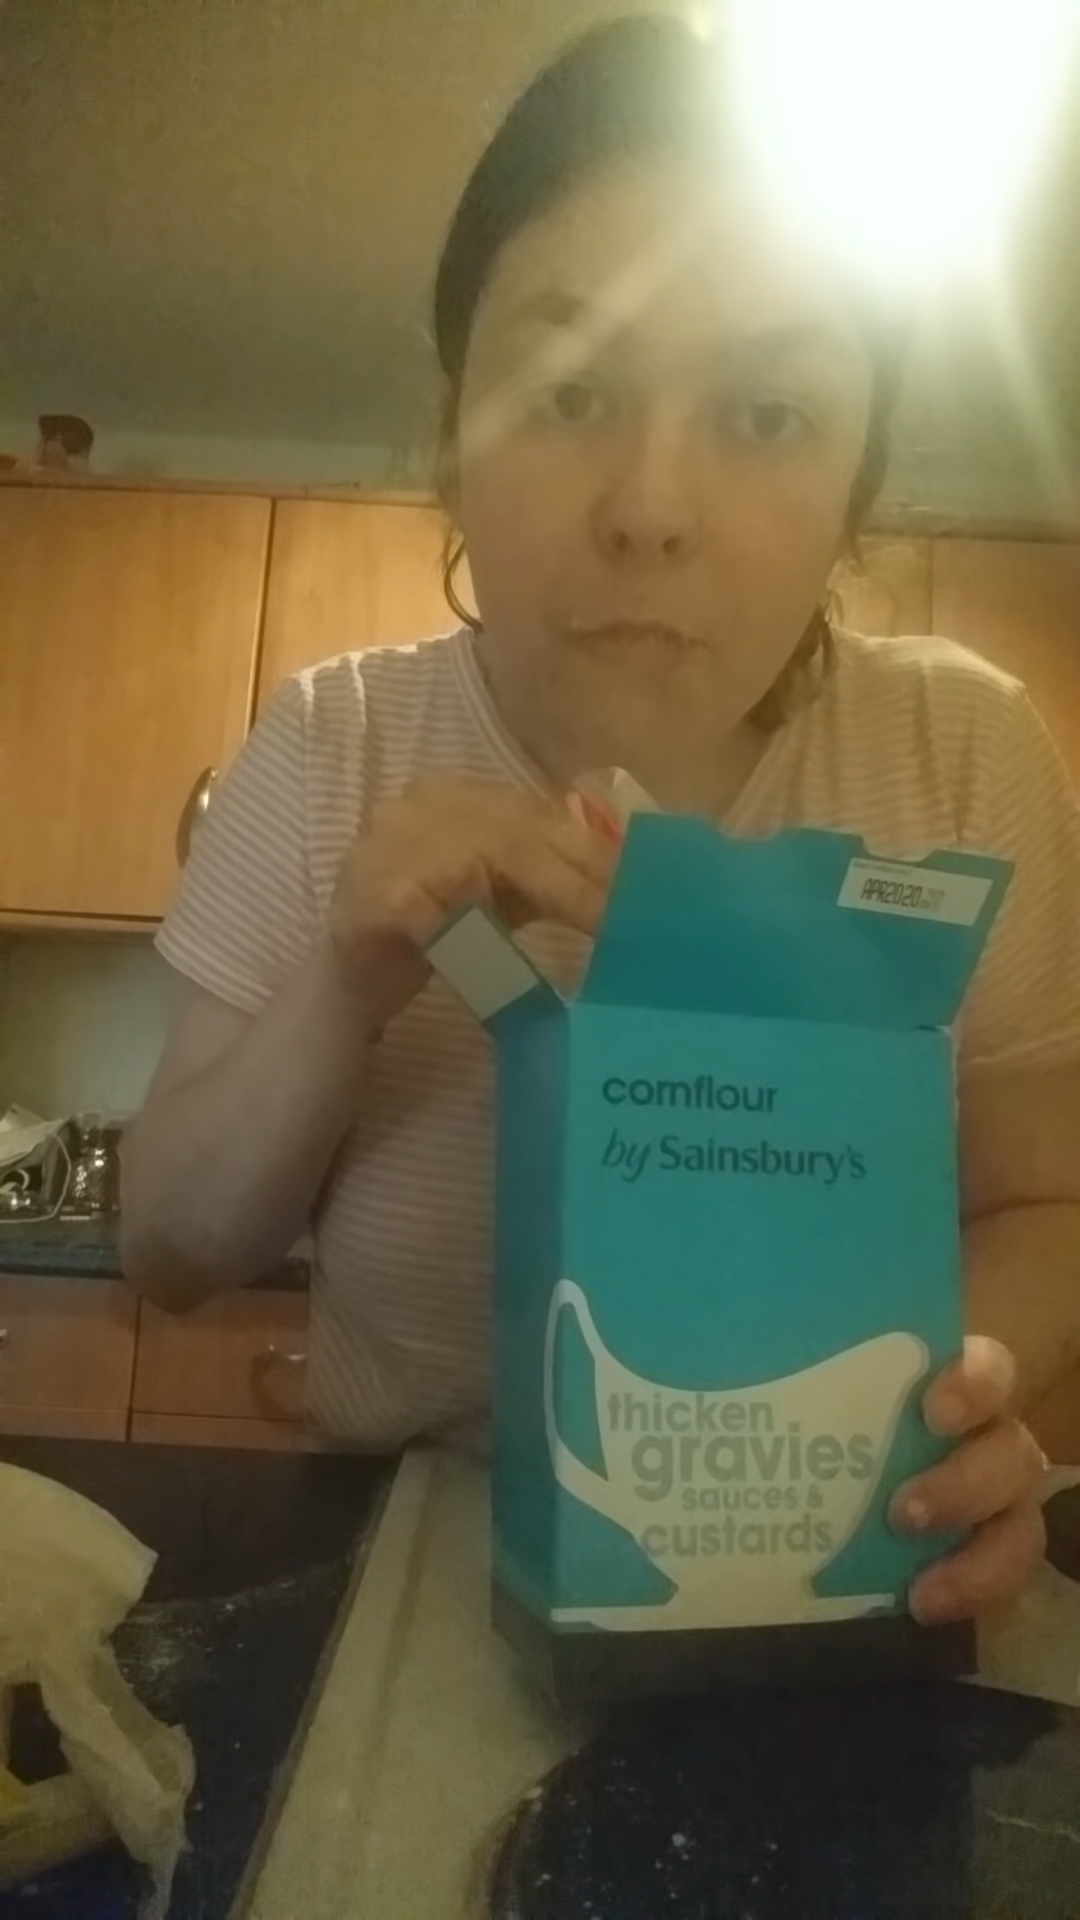 APR2020
cornflour
by Sainsbury's
thicken
gravies
sauces &
custards